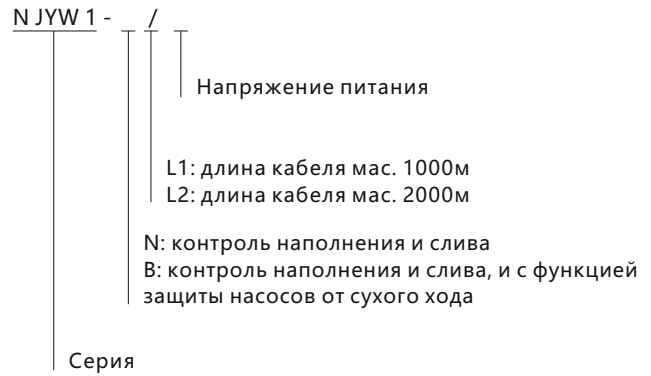 N JYW 1 - /
Напряжение питания
L1: длина кабеля мас. 1000м
L2: длина кабеля мас. 2000м
N: контроль наполнения и слива
B: контроль наполнения и слива, и с функцией
защиты насосов от сухого хода
Серия